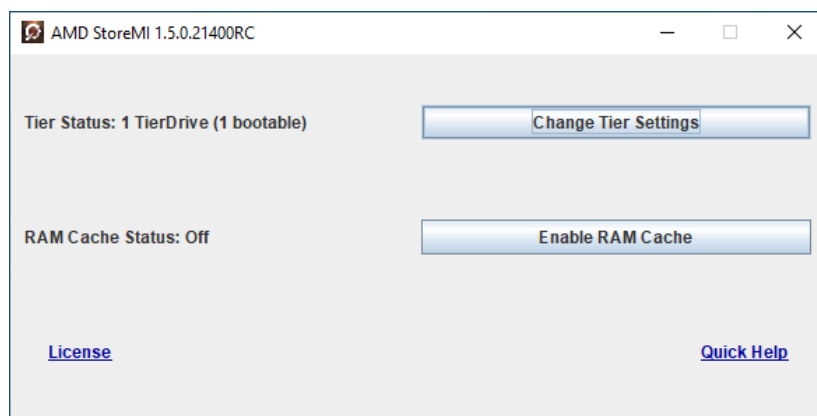 AMD StoreMI 1.5.0.21400RC
Tier Status: 1 TierDrive (1 bootable)
Change Tier Settings
RAM Cache Status: Off
Enable RAM Cache
License
Quick Help